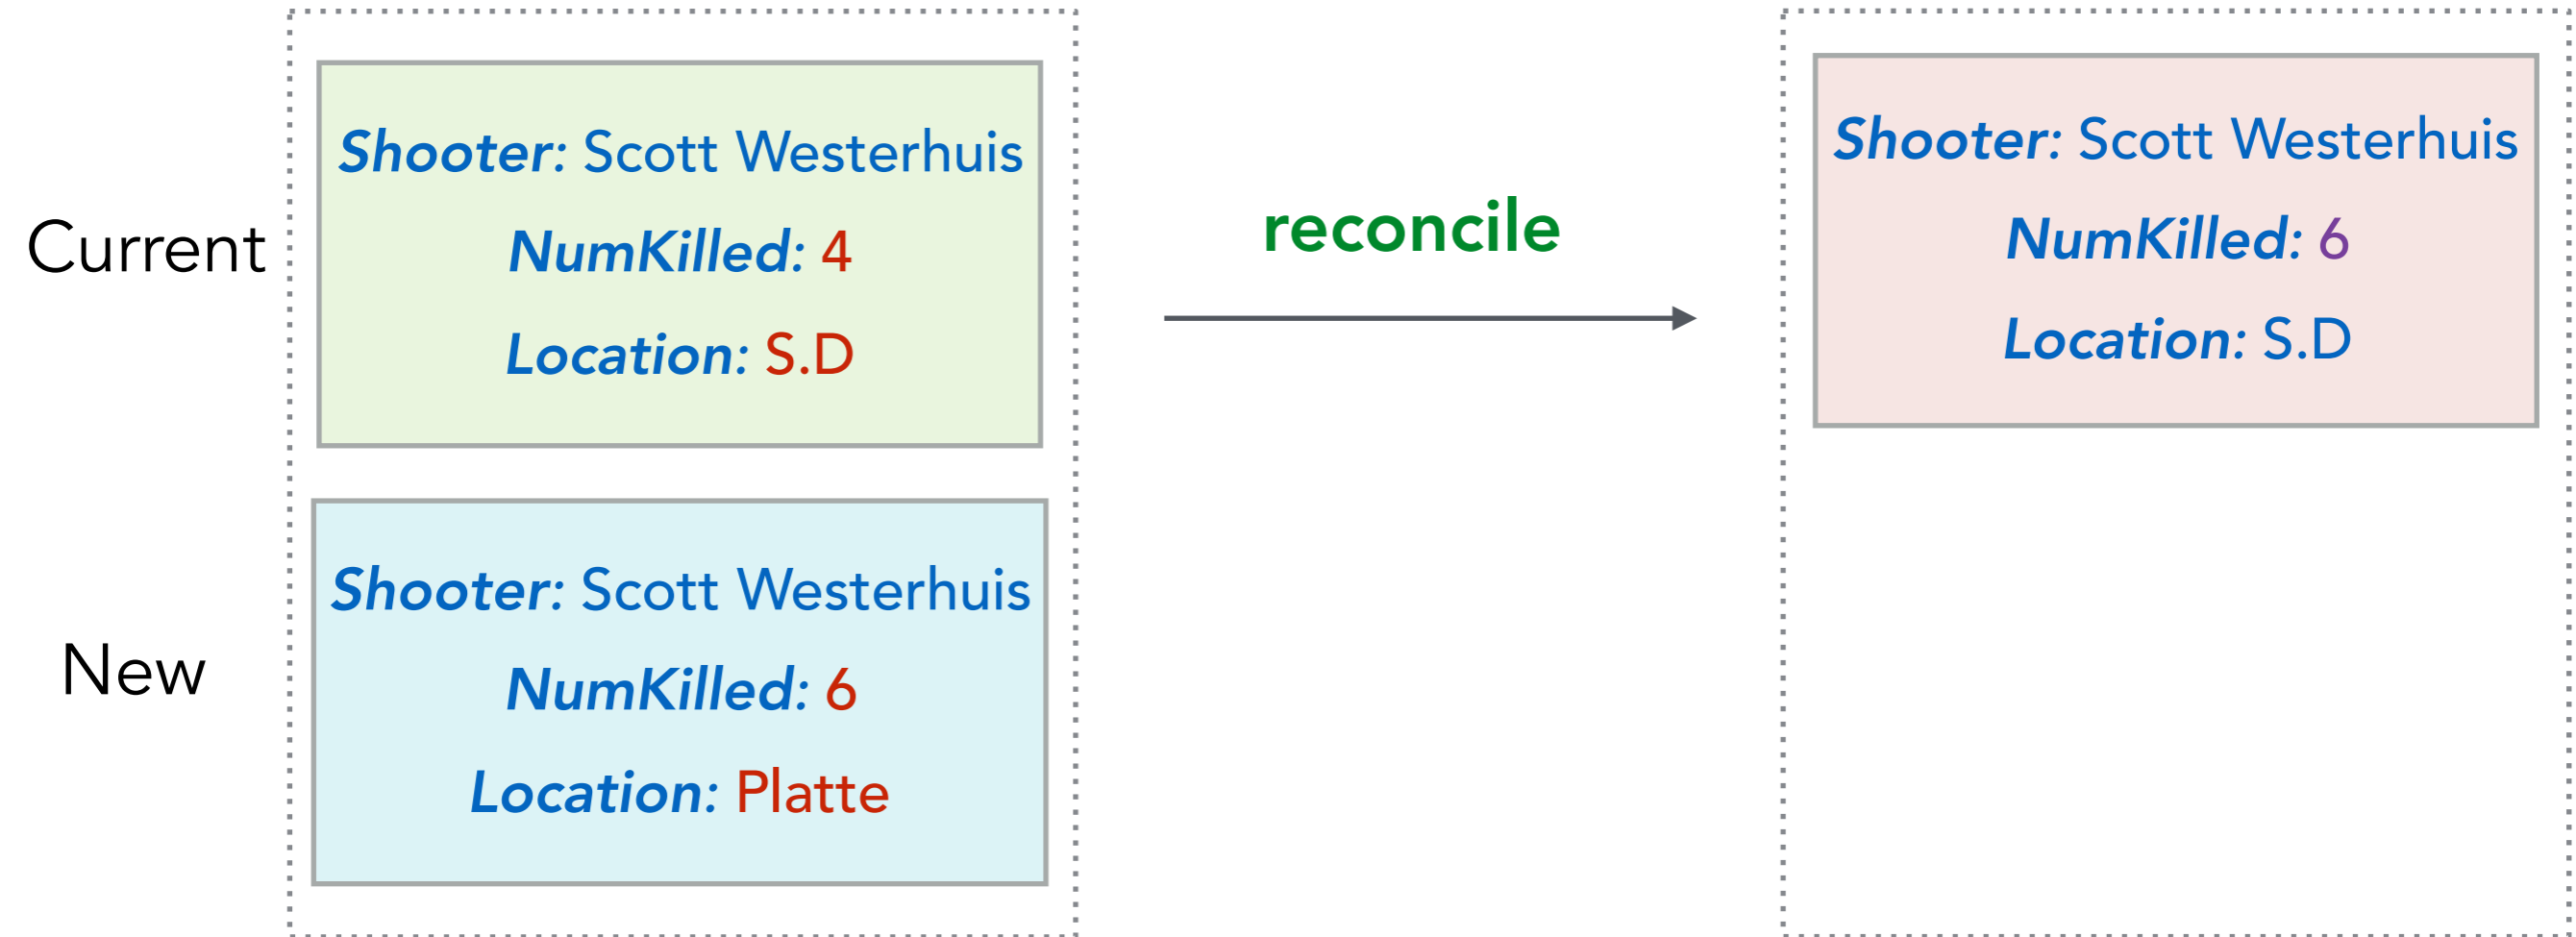 Current
Shooter: Scott Westerhuis
NumKilled: 4
Location: S.D
New
Shooter: Scott Westerhuis
NumKilled: 6
Location: Platte
reconcile
Shooter: Scott Westerhuis
NumKilled: 6
Location: S.D